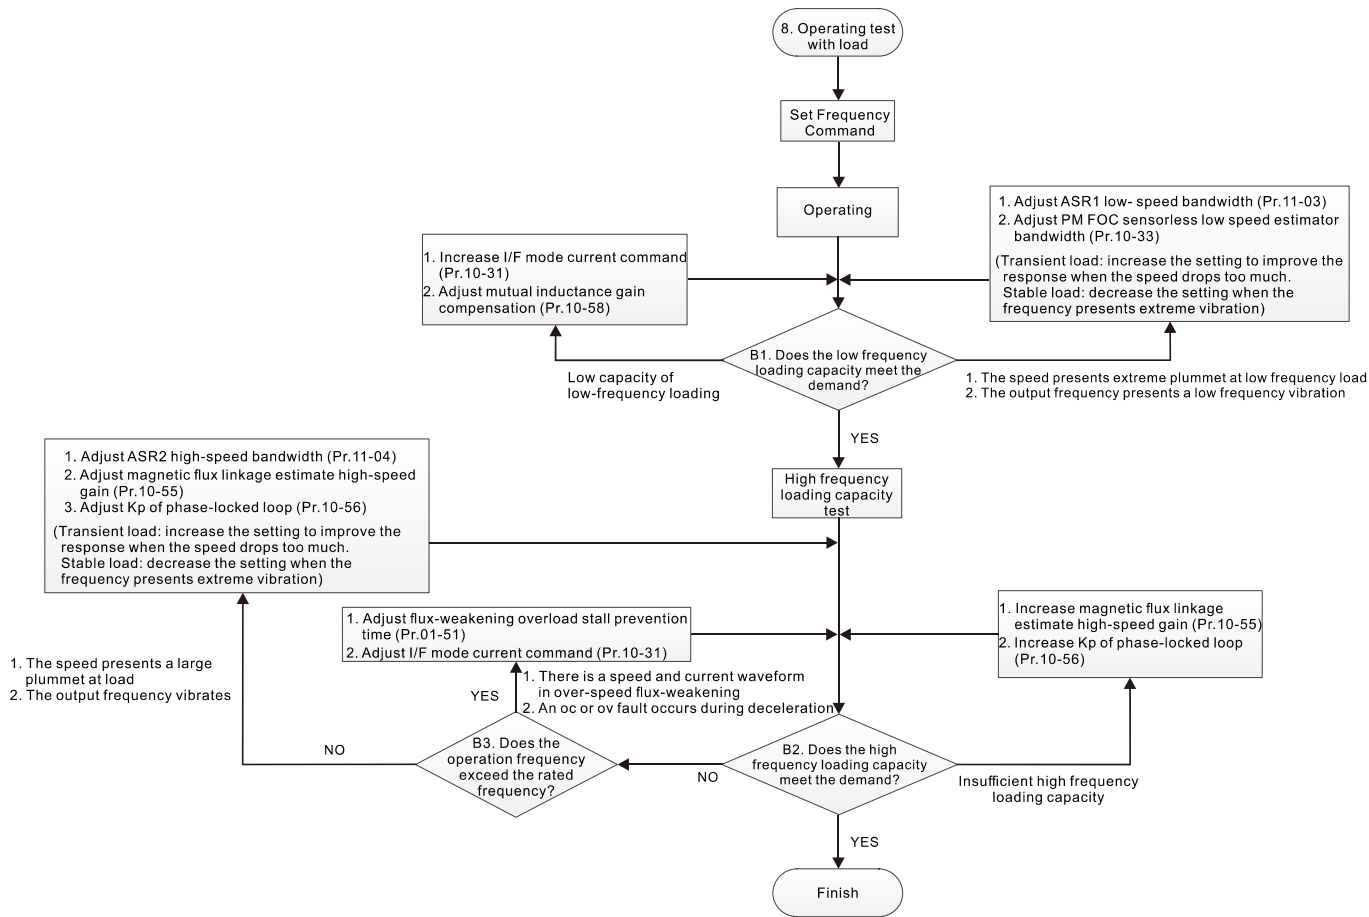 8. Operating test
with load
Set Frequency
Command
Operating
1. Adjust ASR1 low- speed bandwidth (Pr.11-03)
2. Adjust PM FOC sensorless low speed estimator
bandwidth (Pr.10-33)
(Transient load: increase the setting to improve the
response when the speed drops too much.
Stable load: decrease the setting when the
frequency presents extreme vibration)
1. Increase I/F mode current command
(Pr.10-31)
2. Adjust mutual inductance gain
compensation (Pr.10-58)
B1. Does the low frequency
loading capacity meet the
demand?
Low capacity of
low-frequency loading
1. The speed presents extreme plummet at low frequency load
2. The output frequency presents a low frequency vibration
YES
High frequency
loading capacity
test
1. Adjust ASR2 high-speed bandwidth (Pr.11-04)
2. Adjust magnetic flux linkage estimate high-speed
gain (Pr.10-55)
3. Adjust Kp of phase-locked loop (Pr.10-56)
(Transient load: increase the setting to improve the
response when the speed drops too much.
Stable load: decrease the setting when the
frequency presents extreme vibration)
1. Adjust flux-weakening overload stall prevention
time (Pr.01-51)
2. Adjust I/F mode current command (Pr.10-31)
1. Increase magnetic flux linkage
estimate high-speed gain (Pr.10-55)
2. Increase Kp of phase-locked loop
(Pr.10-56)
1. The speed presents a large
plummet at load
2. The output frequency vibrates
YES
1. There is a speed and current waveform
in over-speed flux-weakening
2. An oc or ov fault occurs during deceleration
NO
B3. Does the
operation frequency
exceed the rated
frequency?
NO
B2. Does the high
frequency loading capacity
meet the demand?
Insufficient high frequency
loading capacity
YES
Finish